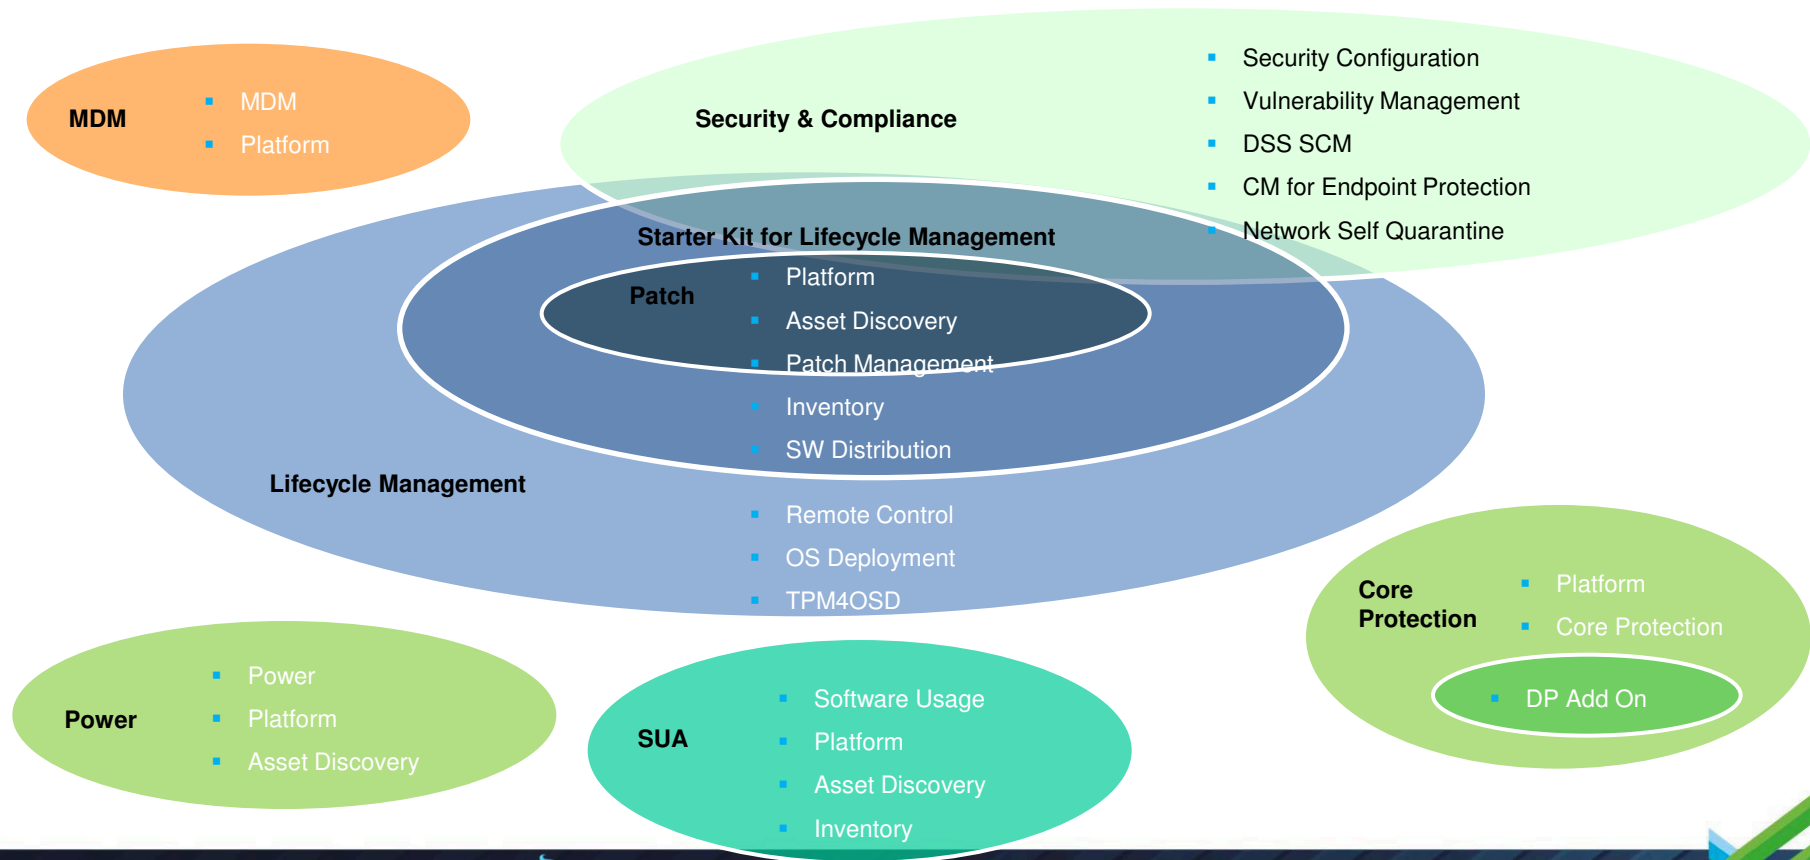 MDM
MDM
Platform
Security & Compliance
Security Configuration
Vulnerability Management
DSS SCM
CM for Endpoint Protection
Network Self Quarantine
Starter Kit for Lifecycle Management
Patch
Platform
Asset Discovery
Patch Management
Inventory
SW Distribution
Lifecycle Management
Remote Control
OS Deployment
TPM4OSD
Core
Protection
Platform
Core Protection
DP Add On
Power
Power
Platform
Asset Discovery
SUA
Software Usage
Platform
Asset Discovery
Inventory